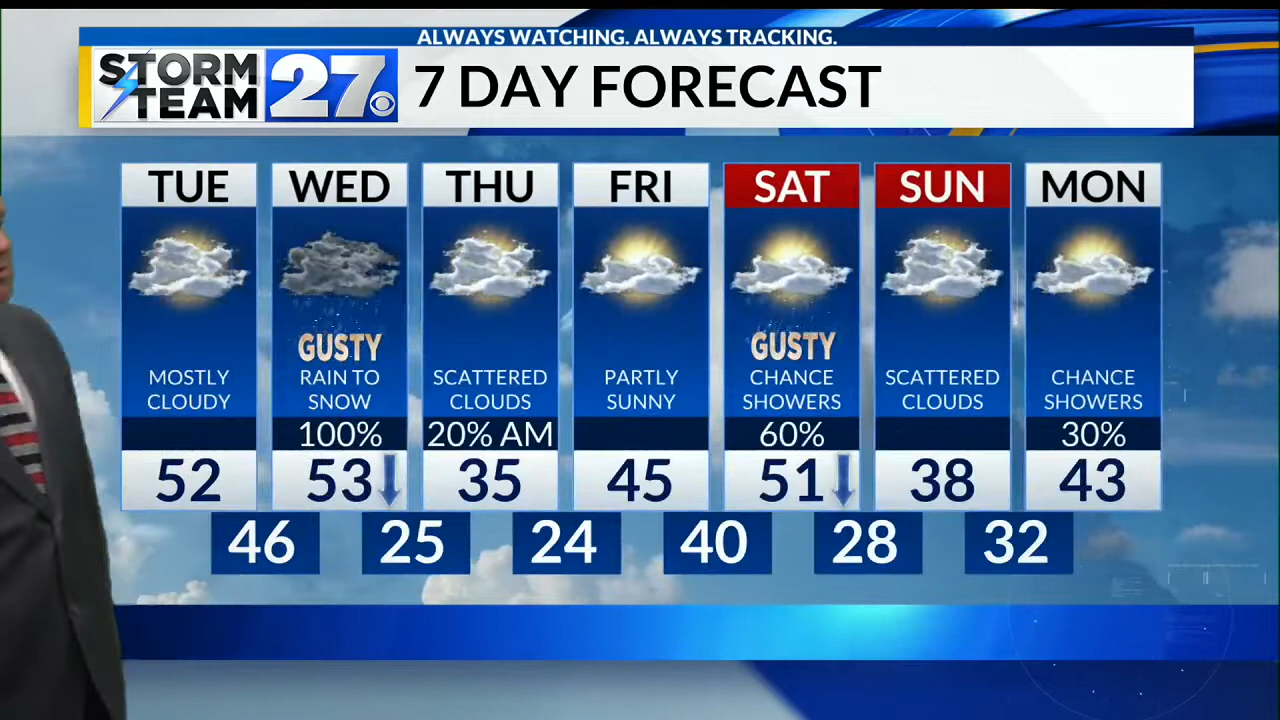 ALWAYS WATCHING. ALWAYS TRACKING.
STORM
TEAM
27
7 DAY FORECAST
TUE
MOSTLY
CLOUDY
52
WED
GUSTY
RAIN TO
SNOW
100%
53
THU
SCATTERED
CLOUDS
20% AM
35
FRI
PARTLY
SUNNY
45
SAT
GUSTY
CHANCE
SHOWERS
60%
51
SUN
SCATTERED
CLOUDS
38
MON
CHANCE
SHOWERS
30%
43
46
25
24
40
28
32